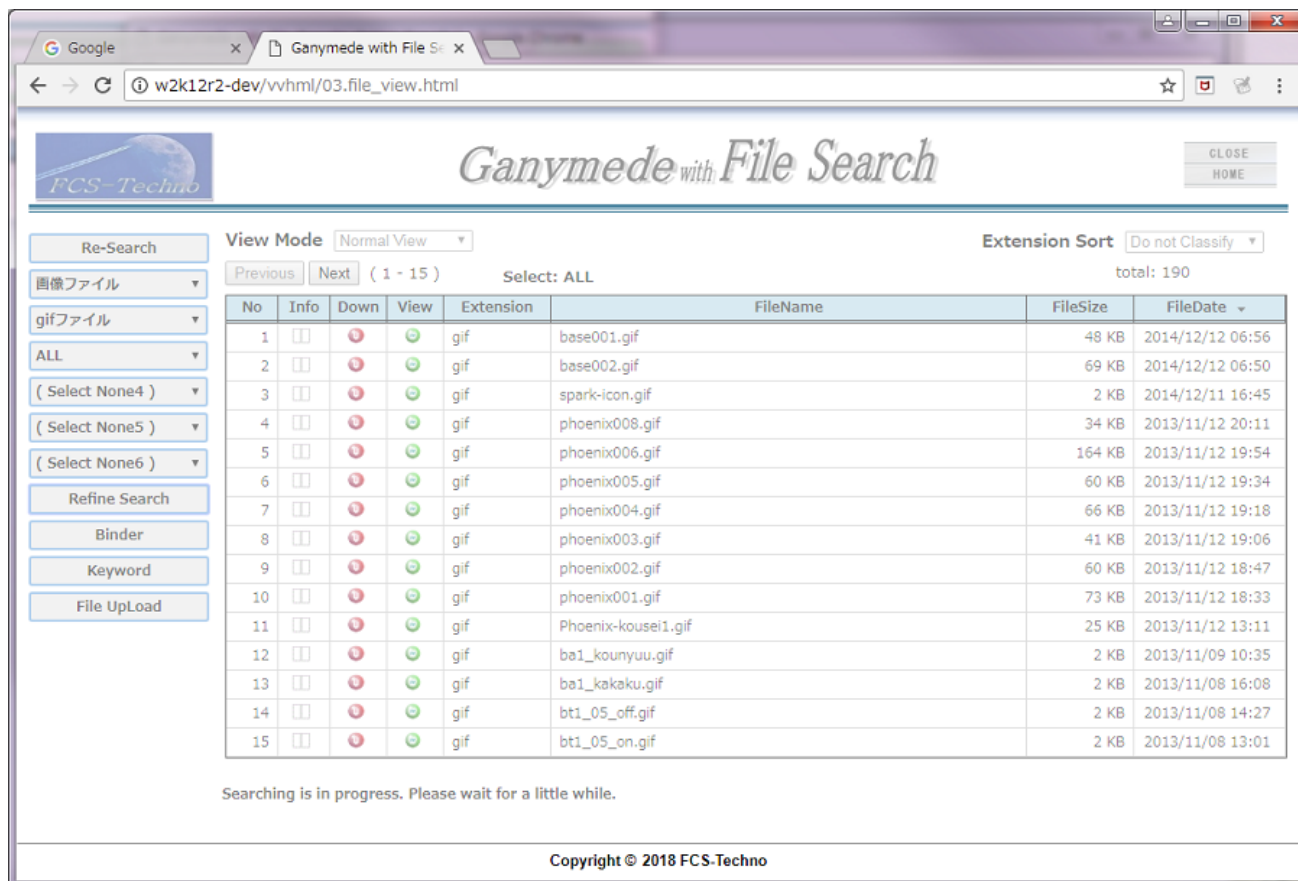 Google
Ganymede with File Se
w2k12r2-dev/vvhml/03.file_view.html
FCS-Techno
Ganymede with File Search
CLOSE
HOME
Re-Search
画像ファイル
gifファイル
ALL
( Select None4 )
( Select None5 )
( Select None6 )
Refine Search
Binder
Keyword
File UpLoad
View Mode Normal View
Extension Sort Do not Classify
Previous Next ( 1 - 15 ) Select: ALL total: 190
No Info Down View Extension FileName FileSize FileDate
1 gif base001.gif 48 KB 2014/12/12 06:56
2 gif base002.gif 69 KB 2014/12/12 06:50
3 gif spark-icon.gif 2 KB 2014/12/11 16:45
4 gif phoenix008.gif 34 KB 2013/11/12 20:11
5 gif phoenix006.gif 164 KB 2013/11/12 19:54
6 gif phoenix005.gif 60 KB 2013/11/12 19:34
7 gif phoenix004.gif 66 KB 2013/11/12 19:18
8 gif phoenix003.gif 41 KB 2013/11/12 19:06
9 gif phoenix002.gif 60 KB 2013/11/12 18:47
10 gif phoenix001.gif 73 KB 2013/11/12 18:33
11 gif Phoenix-kousei1.gif 25 KB 2013/11/12 13:11
12 gif ba1_kounyuu.gif 2 KB 2013/11/09 10:35
13 gif ba1_kakaku.gif 2 KB 2013/11/08 16:08
14 gif bt1_05_off.gif 2 KB 2013/11/08 14:27
15 gif bt1_05_on.gif 2 KB 2013/11/08 13:01
Searching is in progress. Please wait for a little while.
Copyright © 2018 FCS-Techno